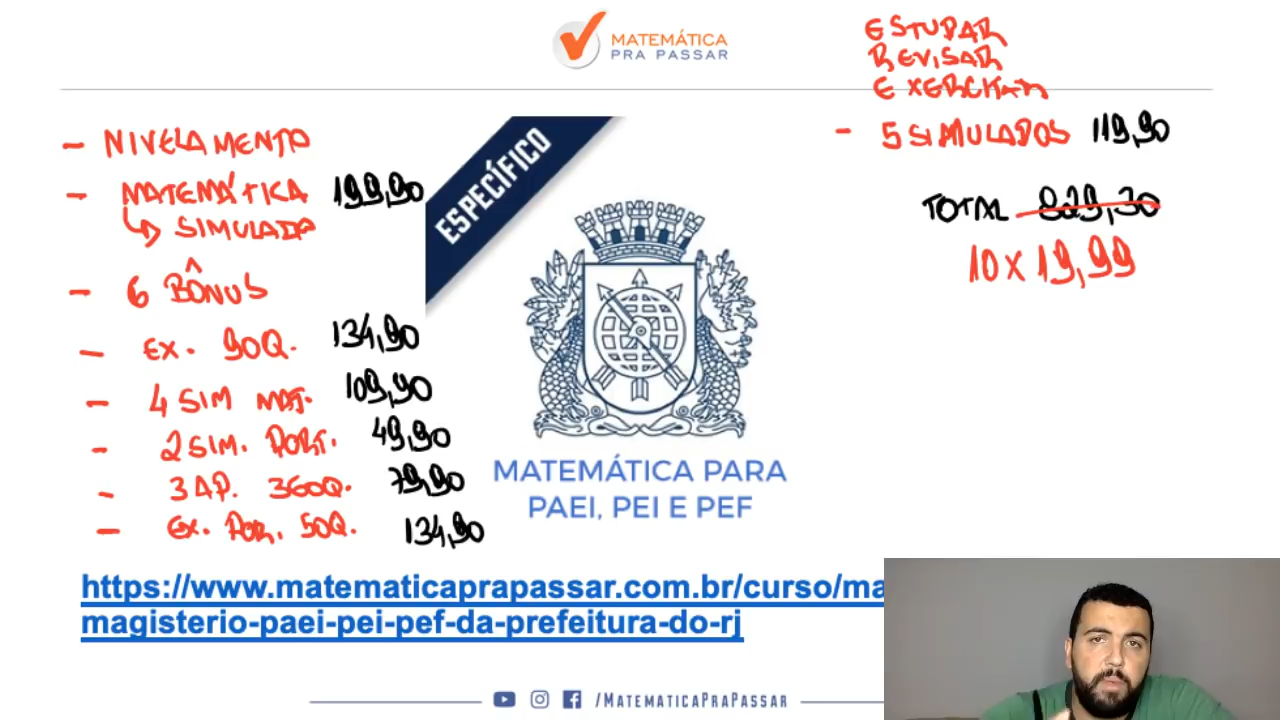 MATEMÁTICA
PRA PASSAR
ESTUDAR
REVISAR
EXERCITAR
- 5 SIMULADOS 119,90
TOTAL 829,30
10 X 19,99
- NIVELAMENTO
- MATEMÁTICA 199,90
SIMULADO
- 6 BÔNUS
- EX. 90Q. 134,90
- 4 SIM MAT. 109,90
- 2 SIM. PORT. 49,90
- 3 AP. 360Q. 79,90
- EX. POR. 50Q. 134,90
ESPECÍFICO
MATEMÁTICA PARA
PAEI, PEI E PEF
https://www.matematicaprapassar.com.br/curso/ma
magisterio-paei-pei-pef-da-prefeitura-do-rj
/MATEMATICAPRAPASSAR